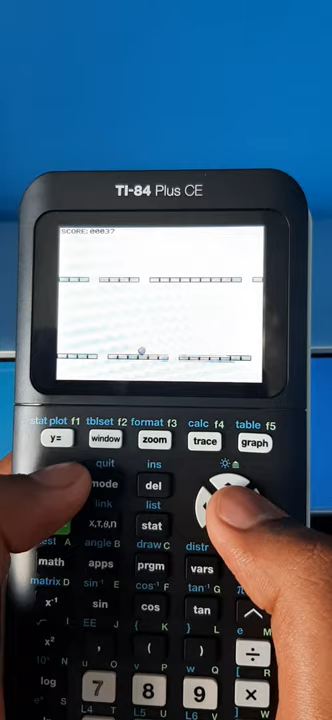 TI-84 Plus CE
SCORE:00037
stat plot f1 tblset f2 format f3 calc f4 table f5
y= window zoom trace graph
quit ins
mode del
link list
x,T,θ,n stat
A angle B draw C distr
math apps prgm vars
matrix D sin⁻¹ E cos⁻¹ F tan⁻¹ G
x⁻¹ sin cos tan ^
EE J { K } L e M
x² , ( ) ÷
10ˣ N u O v P w Q
log 7 8 9 ×
L4 T L5 U L6 V